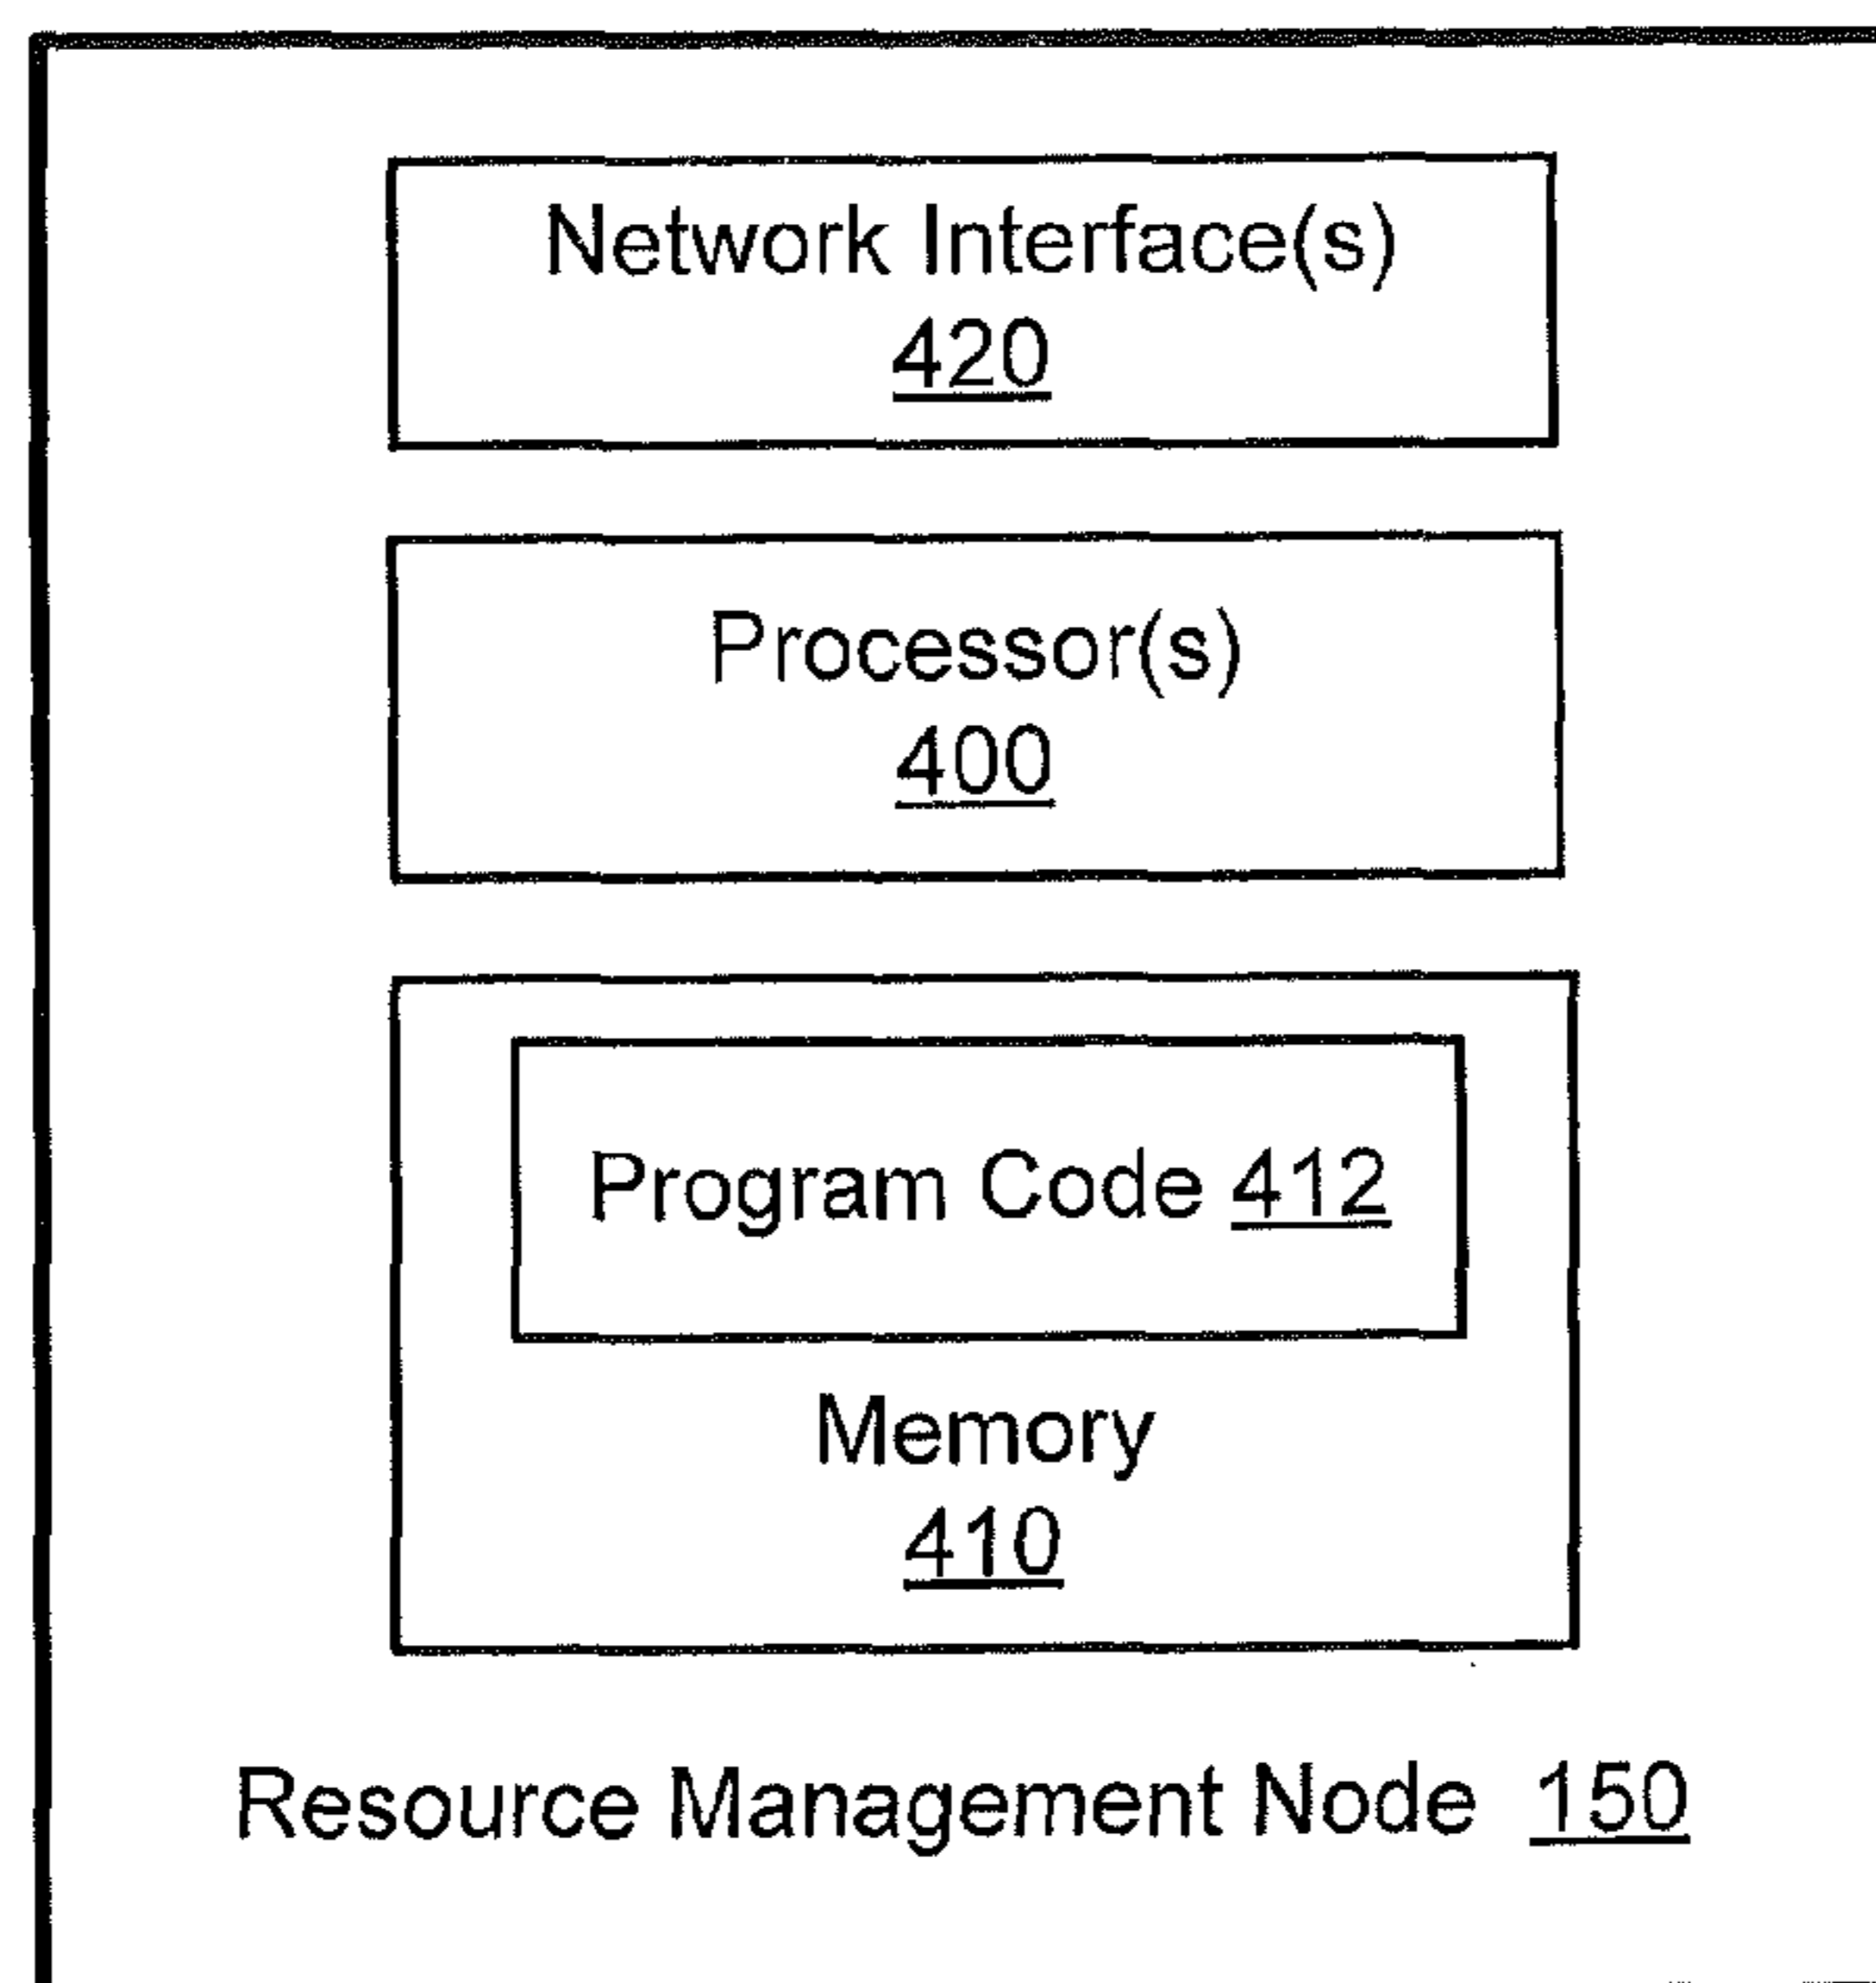 Network Interface(s)
420
Processor(s)
400
Program Code 412
Memory
410
Resource Management Node 150